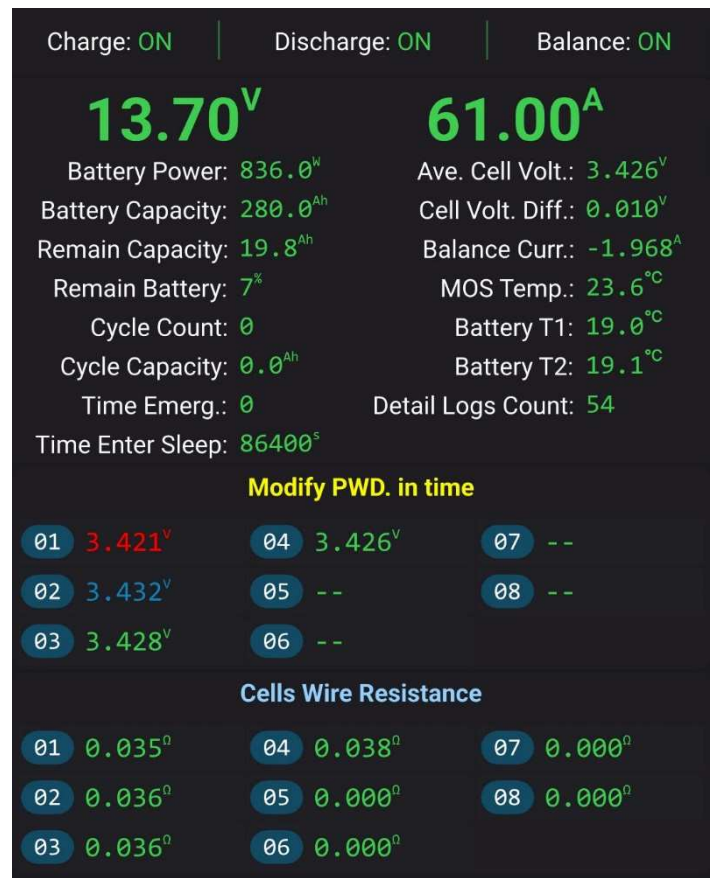 Charge: ON Discharge: ON Balance: ON
13.70V 61.00A
Battery Power: 836.0W Ave. Cell Volt.: 3.426V
Battery Capacity: 280.0Ah Cell Volt. Diff.: 0.010V
Remain Capacity: 19.8Ah Balance Curr.: -1.968A
Remain Battery: 7% MOS Temp.: 23.6°C
Cycle Count: 0 Battery T1: 19.0°C
Cycle Capacity: 0.0Ah Battery T2: 19.1°C
Time Emerg.: 0 Detail Logs Count: 54
Time Enter Sleep: 86400s
Modify PWD. in time
01 3.421V 04 3.426V 07 --
02 3.432V 05 -- 08 --
03 3.428V 06 --
Cells Wire Resistance
01 0.035Ω 04 0.038Ω 07 0.000Ω
02 0.036Ω 05 0.000Ω 08 0.000Ω
03 0.036Ω 06 0.000Ω